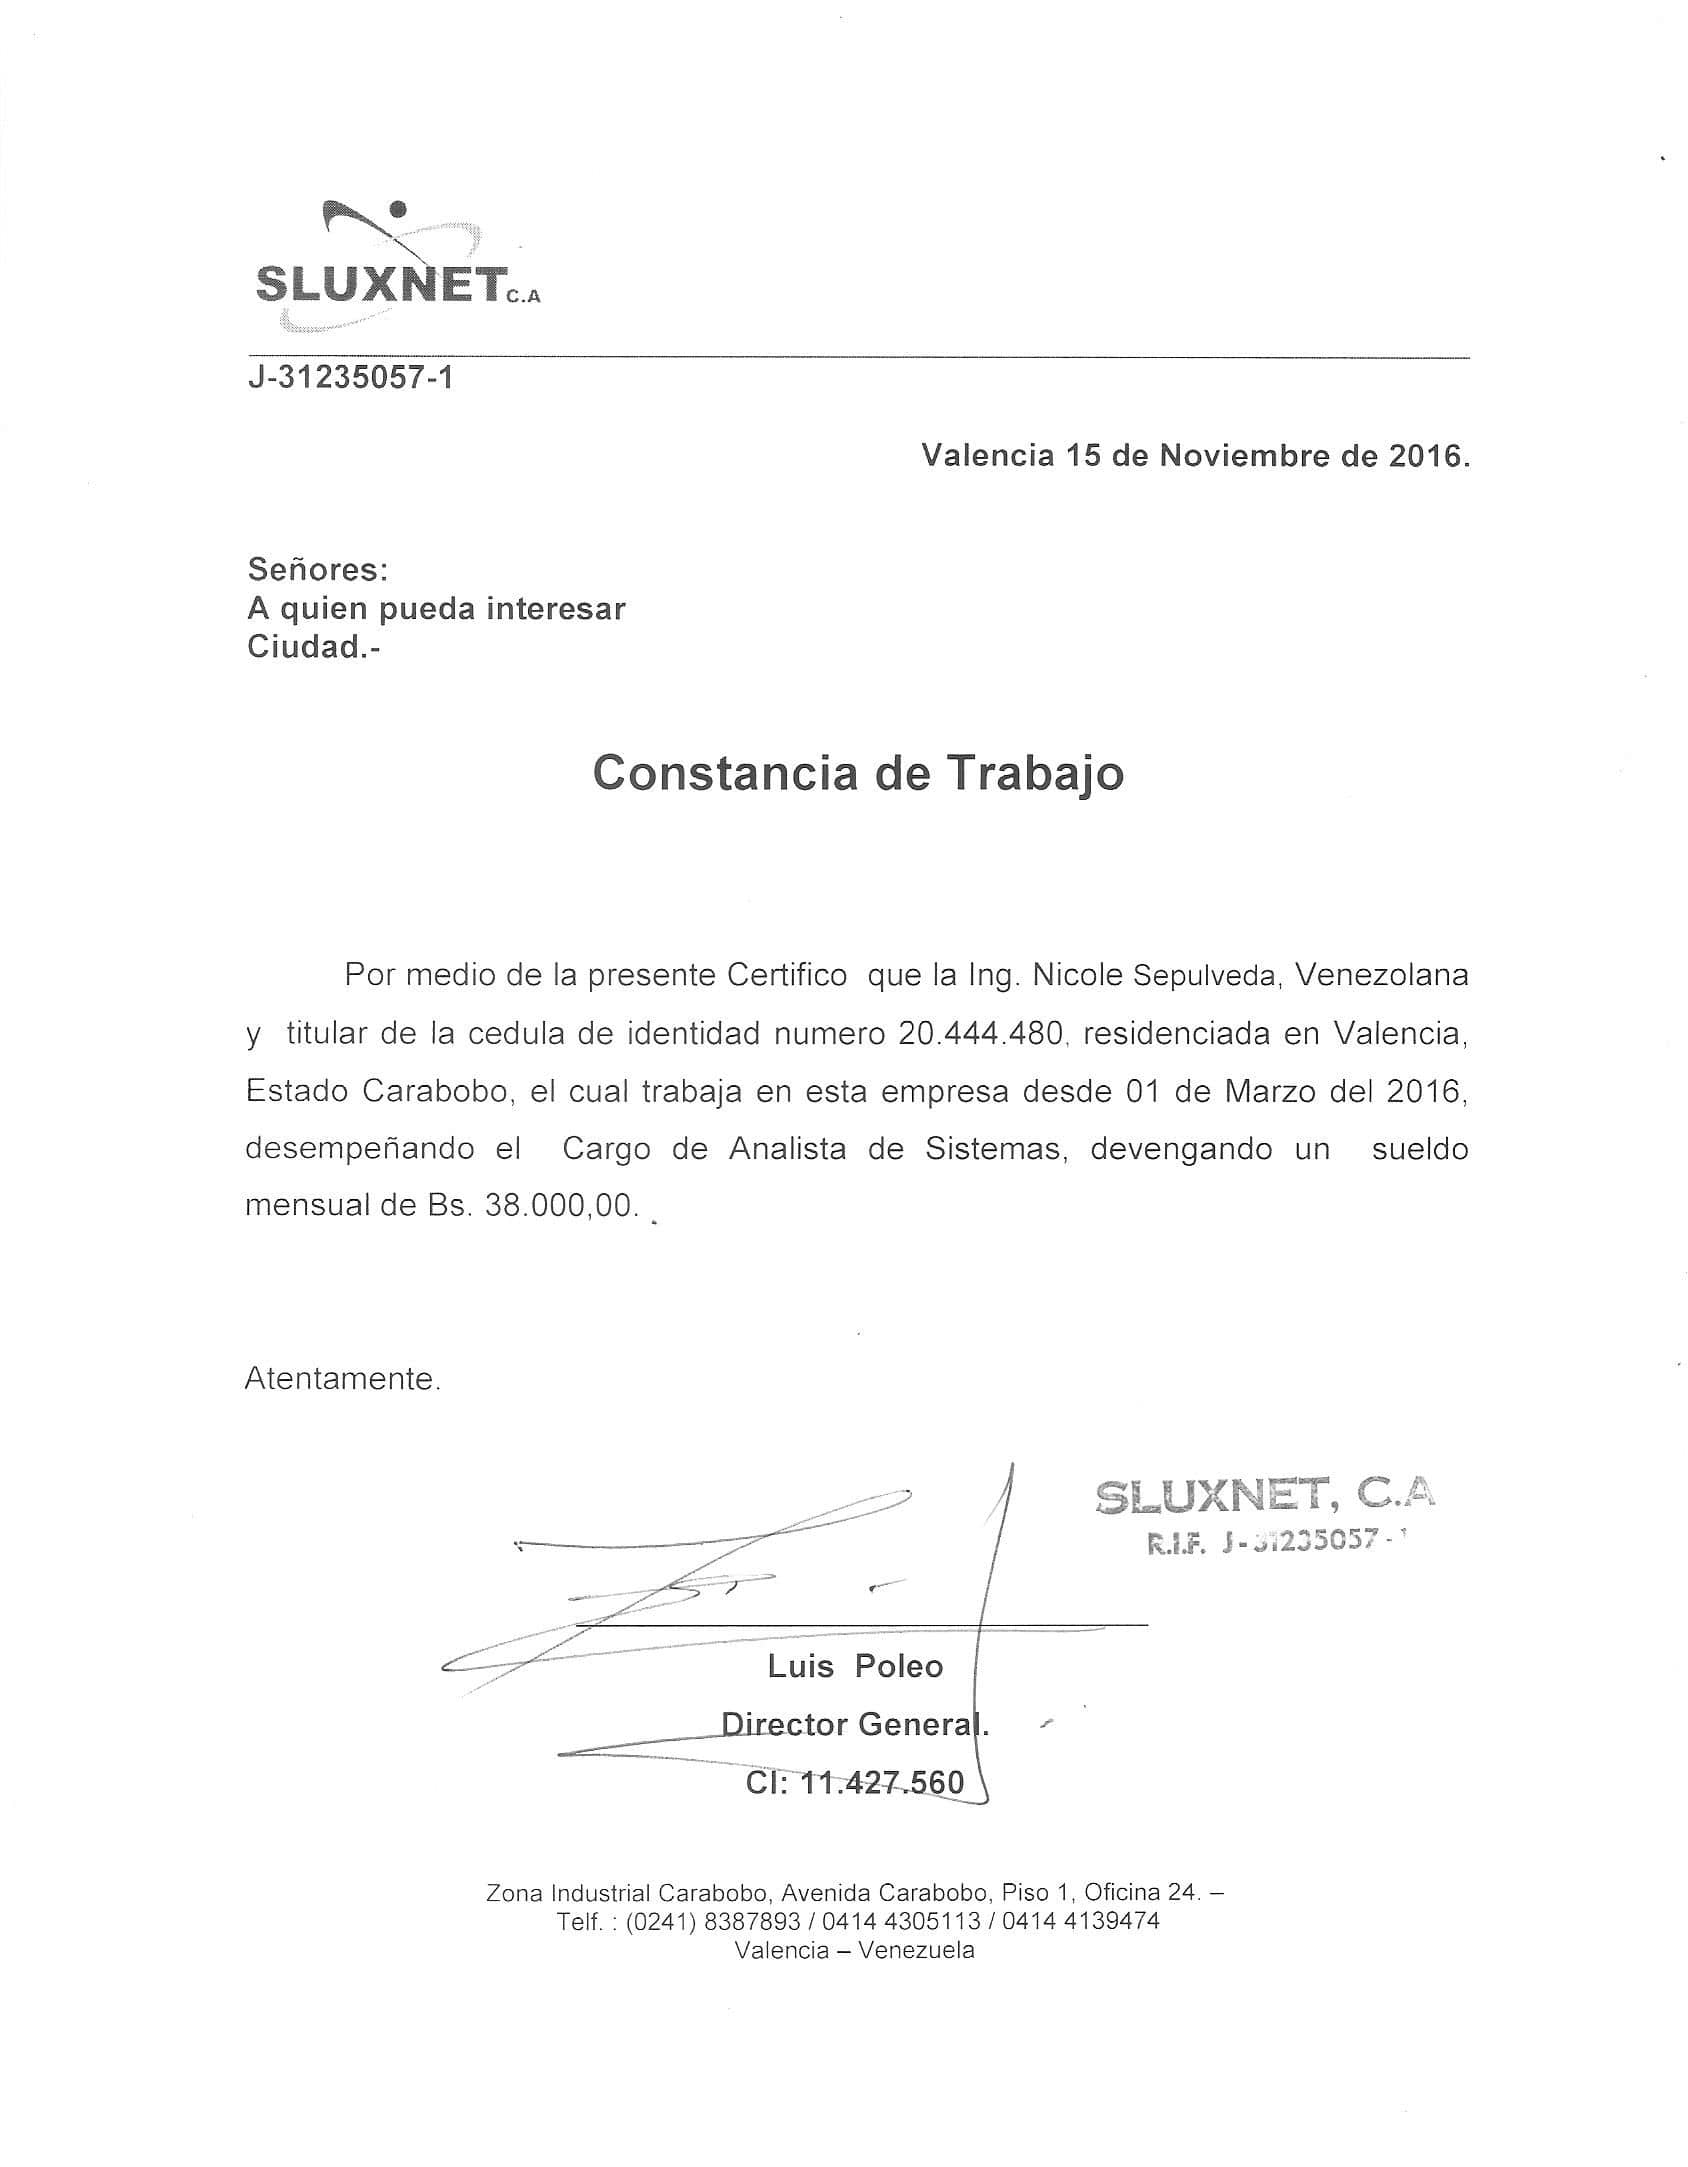 SLUXNET C.A
J-31235057-1
Valencia 15 de Noviembre de 2016.
Señores:
A quien pueda interesar
Ciudad.-
Constancia de Trabajo
Por medio de la presente Certifico que la Ing. Nicole Sepulveda, Venezolana
y titular de la cedula de identidad numero 20.444.480, residenciada en Valencia,
Estado Carabobo, el cual trabaja en esta empresa desde 01 de Marzo del 2016,
desempeñando el Cargo de Analista de Sistemas, devengando un sueldo
mensual de Bs. 38.000,00.
Atentamente.
SLUXNET, C.A
R.I.F. J-31235057-1
Luis Poleo
Director General.
CI: 11.427.560
Zona Industrial Carabobo, Avenida Carabobo, Piso 1, Oficina 24. –
Telf. : (0241) 8387893 / 0414 4305113 / 0414 4139474
Valencia – Venezuela